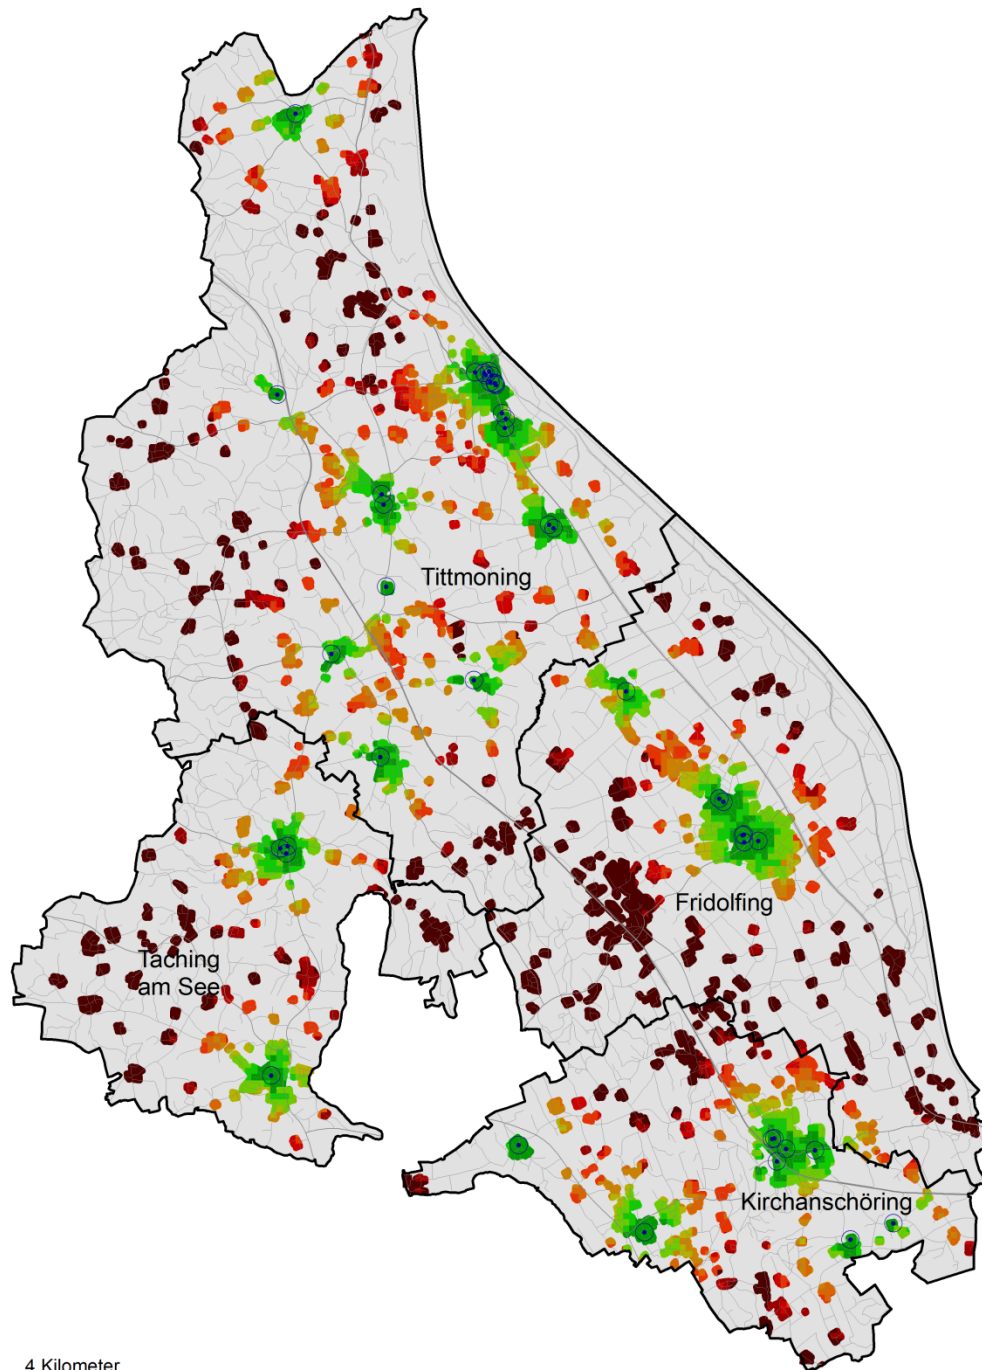 Tittmoning
Fridolfing
Taching
am See
Kirchanschöring
4 Kilometer